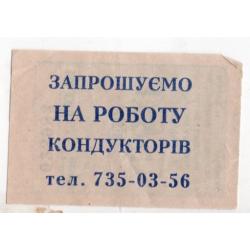 ЗАПРОШУЄМО
НА РОБОТУ
КОНДУКТОРІВ
тел. 735-03-56